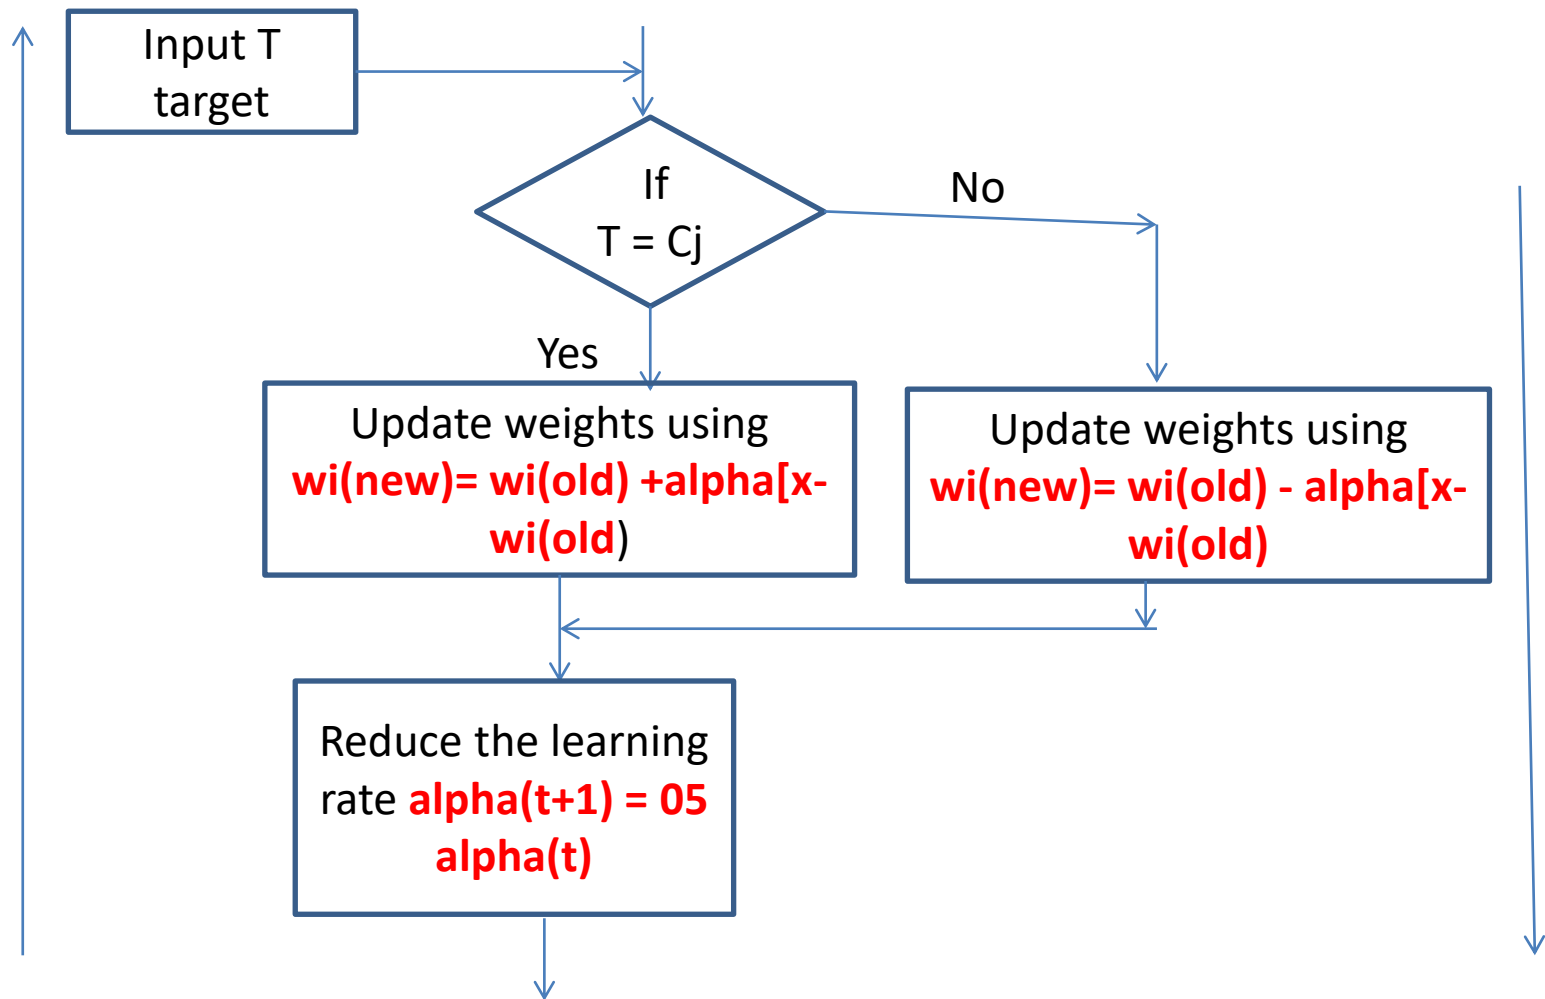 Input T
target
If
T = Cj
No
Yes
Update weights using
wi(new)= wi(old) +alpha[x-
wi(old)
Update weights using
wi(new)= wi(old) - alpha[x-
wi(old)
Reduce the learning
rate alpha(t+1) = 05
alpha(t)